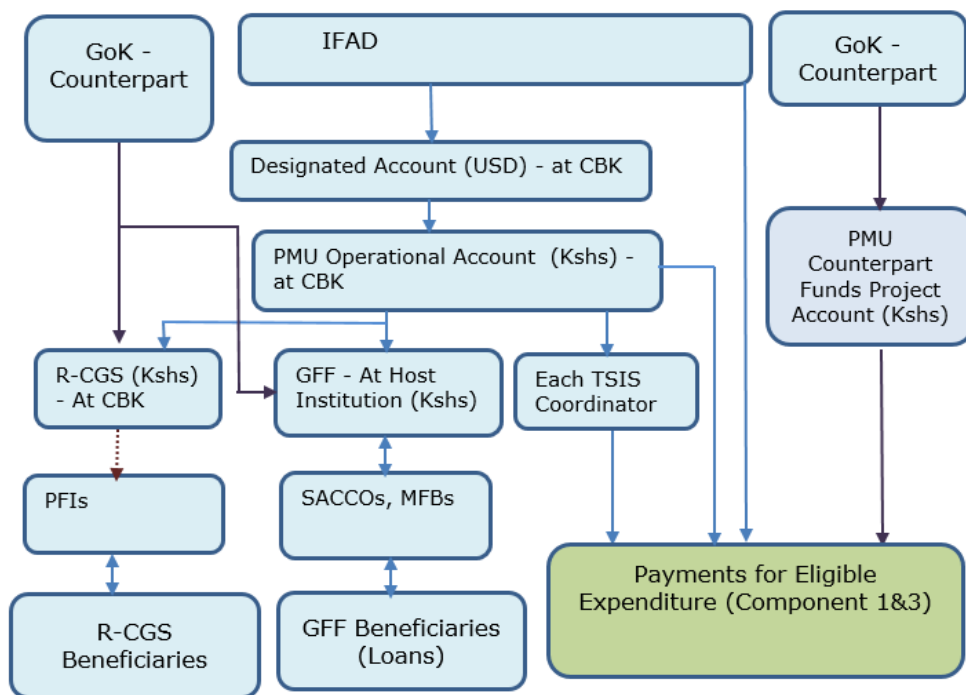 GoK -
Counterpart
IFAD
GoK -
Counterpart
Designated Account (USD) - at CBK
PMU Operational Account (Kshs) -
at CBK
PMU
Counterpart
Funds Project
Account (Kshs)
R-CGS (Kshs)
- At CBK
GFF - At Host
Institution (Kshs)
Each TSIS
Coordinator
PFIs
SACCOs, MFBs
Payments for Eligible
Expenditure (Component 1&3)
R-CGS
Beneficiaries
GFF Beneficiaries
(Loans)